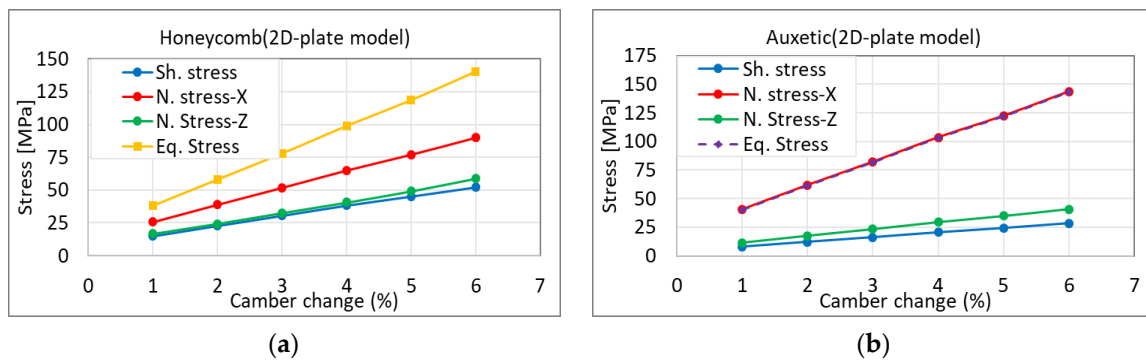 Honeycomb(2D-plate model)
Stress [MPa]
150
125
100
75
50
25
0
Sh. stress
N. stress-X
N. Stress-Z
Eq. Stress
0 1 2 3 4 5 6 7
Camber change (%)
(a)
Auxetic(2D-plate model)
Stress [MPa]
175
150
125
100
75
50
25
0
Sh. stress
N. stress-X
N. Stress-Z
Eq. Stress
0 1 2 3 4 5 6 7
Camber change (%)
(b)